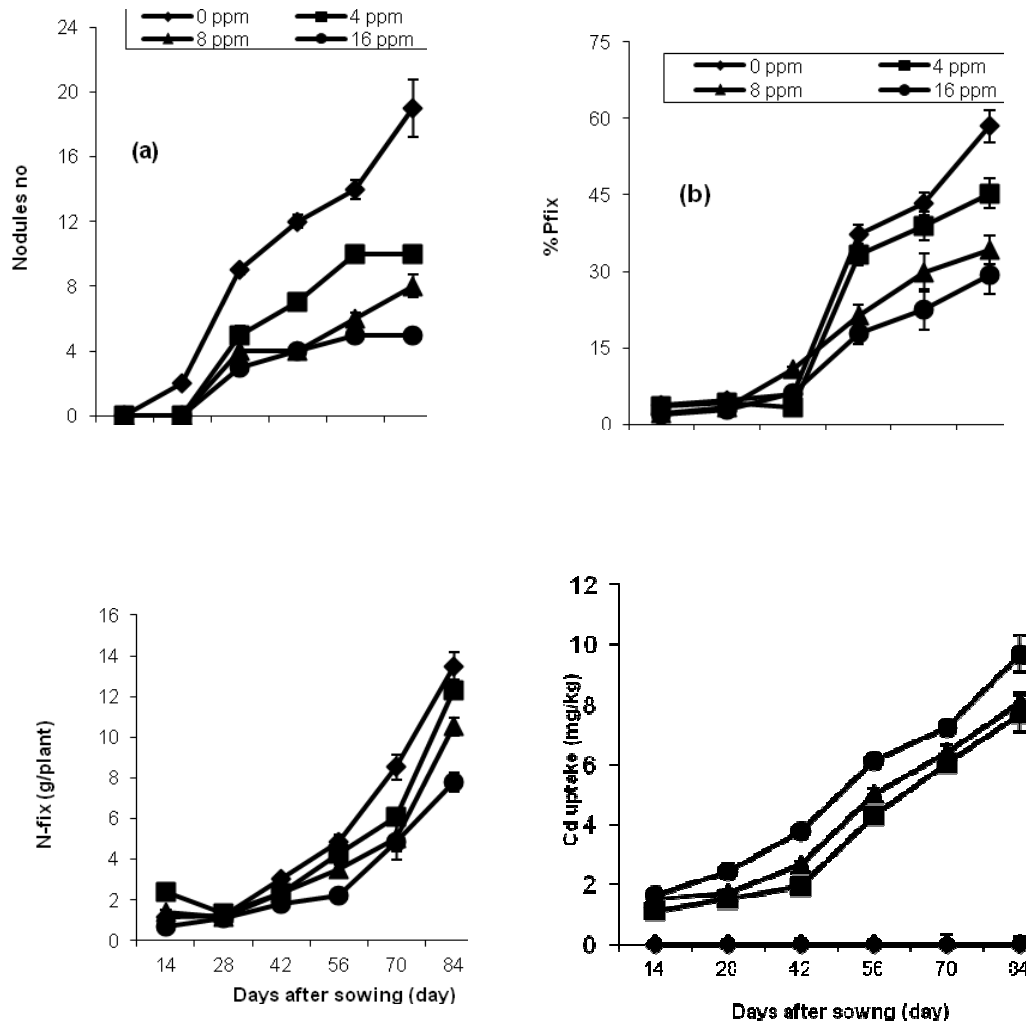 0 ppm 4 ppm
8 ppm 16 ppm
24
20
16
12
8
4
0
Nodules no
(a)
75
60
45
30
15
0
%Pfix
0 ppm 4 ppm
8 ppm 16 ppm
(b)
16
14
12
10
8
6
4
2
0
N-fix (g/plant)
14 28 42 56 70 84
Days after sowing (day)
12
10
8
6
4
2
0
Cd uptake (mg/kg)
14 28 42 56 70 84
Days after sowng (day)